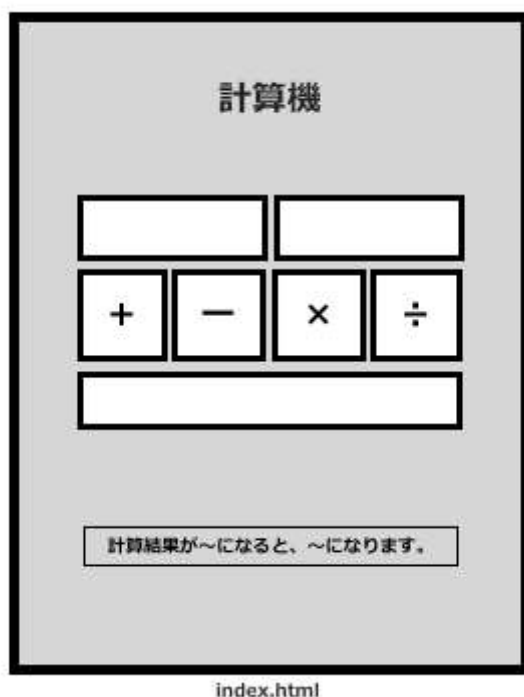 計算機
+ − × ÷
計算結果が～になると、～になります。
index.html